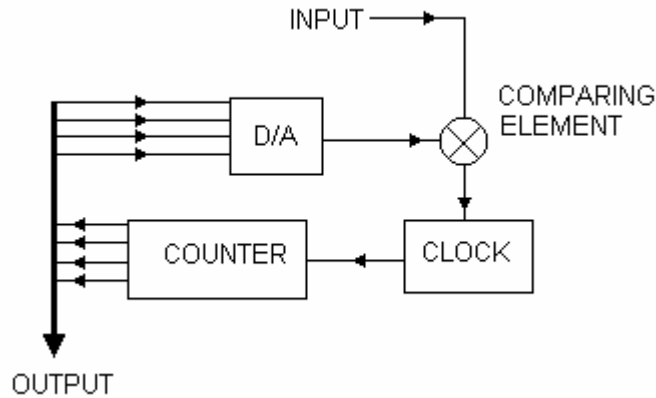 INPUT
COMPARING
ELEMENT
D/A
COUNTER
CLOCK
OUTPUT